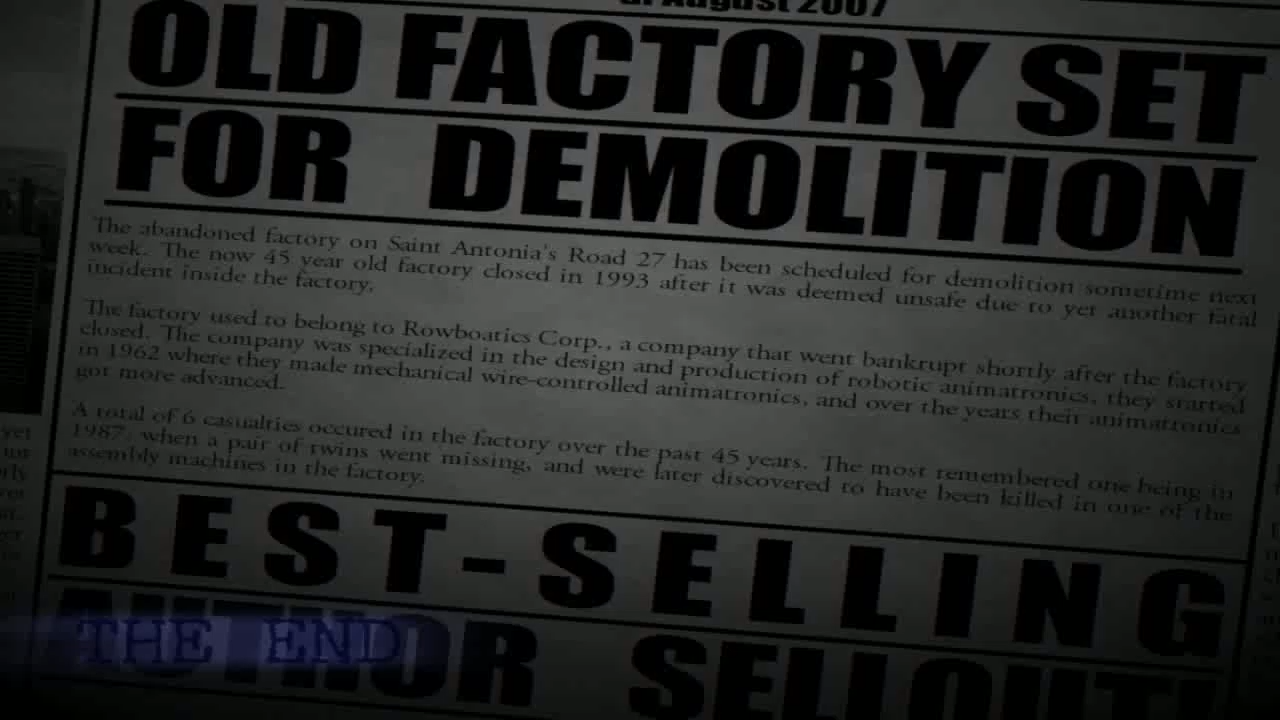 August 2007
OLD FACTORY SET
FOR DEMOLITION
The abandoned factory on Saint Antonia's Road 27 has been scheduled for demolition sometime next
week. The now 45 year old factory closed in 1993 after it was deemed unsafe due to yet another fatal
incident inside the factory.
The factory used to belong to Rowboatics Corp., a company that went bankrupt shortly after the factory
closed. The company was specialized in the design and production of robotic animatronics, they started
in 1962 where they made mechanical wire-controlled animatronics, and over the years their animatronics
got more advanced.
A total of 6 casualties occured in the factory over the past 45 years. The most remembered one being in
1987, when a pair of twins went missing, and were later discovered to have been killed in one of the
assembly machines in the factory.
BEST-SELLING
AUTHOR SELLOUT!
THE END